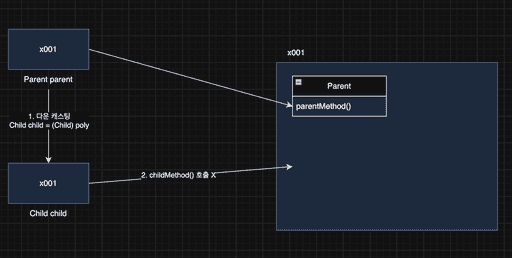 x001
Parent parent
1. 다운 캐스팅
Child child = (Child) poly
x001
Child child
2. childMethod() 호출 X
x001
Parent
parentMethod()